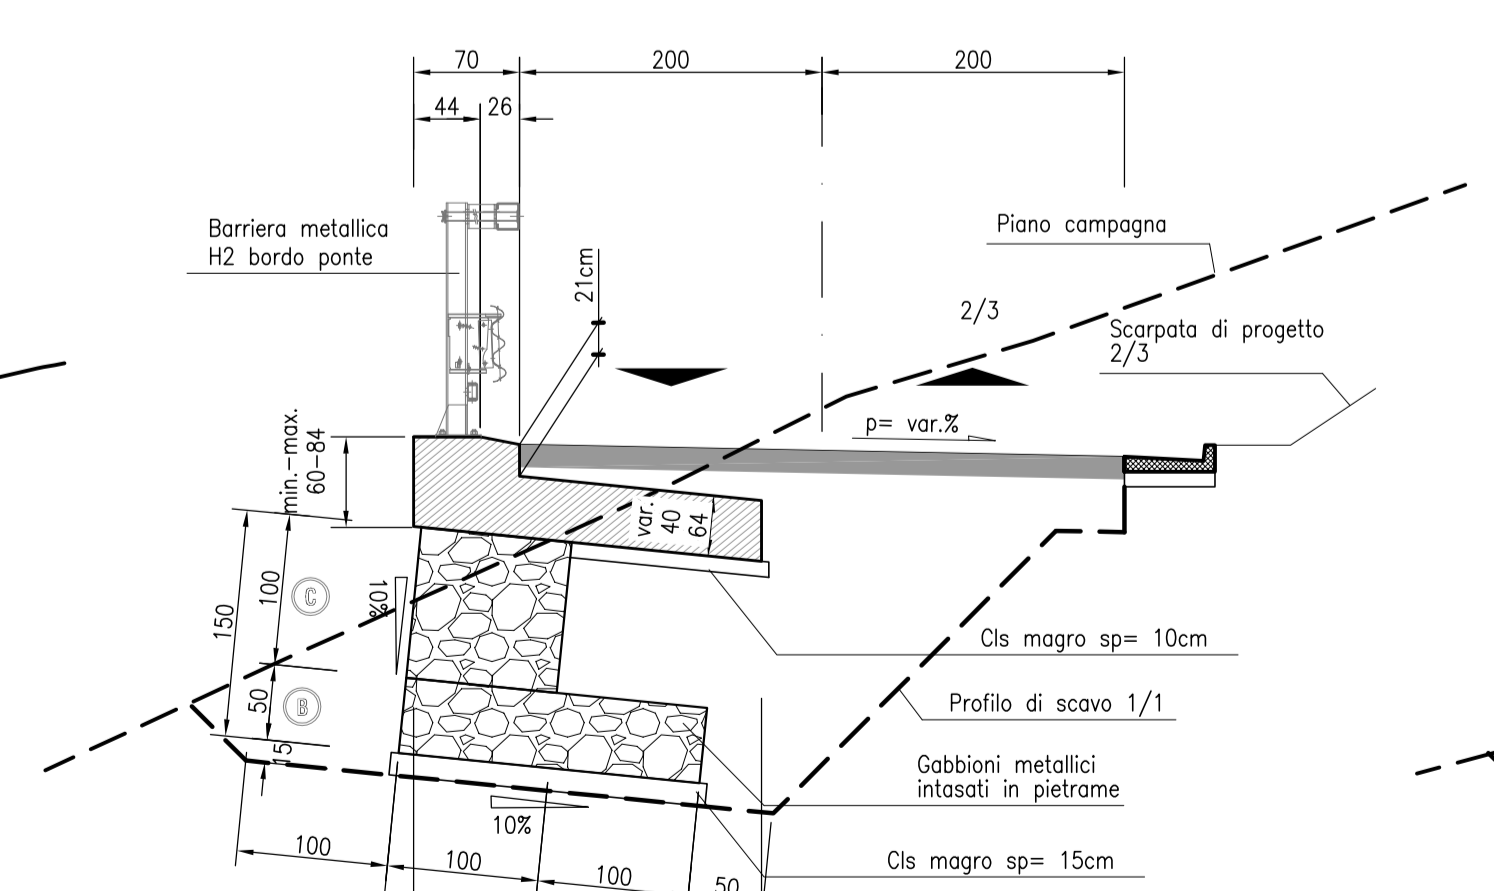 70
200
200
44
26
Barriera metallica
H2 bordo ponte
21cm
Piano campagna
2/3
Scarpata di progetto
2/3
p= var.%
min.-max.
60-84
var.
40
64
150
100
C
10%
50
B
15
Cls magro sp= 10cm
Profilo di scavo 1/1
Gabbioni metallici
intasati in pietrame
10%
Cls magro sp= 15cm
100
100
100
50